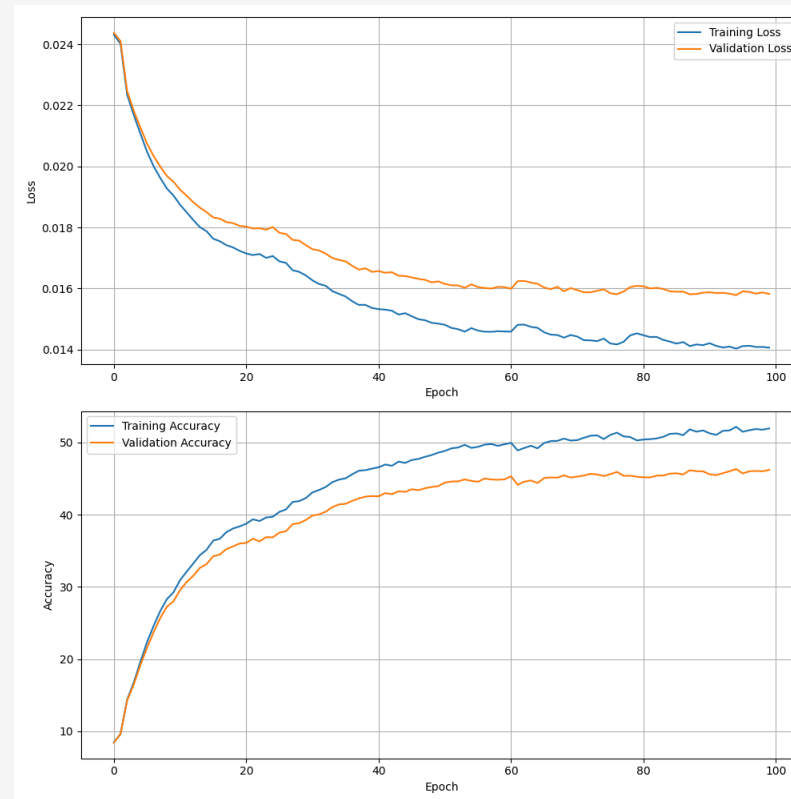 0.024
0.022
0.020
0.018
0.016
0.014
Loss
Training Loss
Validation Loss
0
20
40
60
80
100
Epoch
Training Accuracy
Validation Accuracy
50
40
30
20
10
Accuracy
0
20
40
60
80
100
Epoch